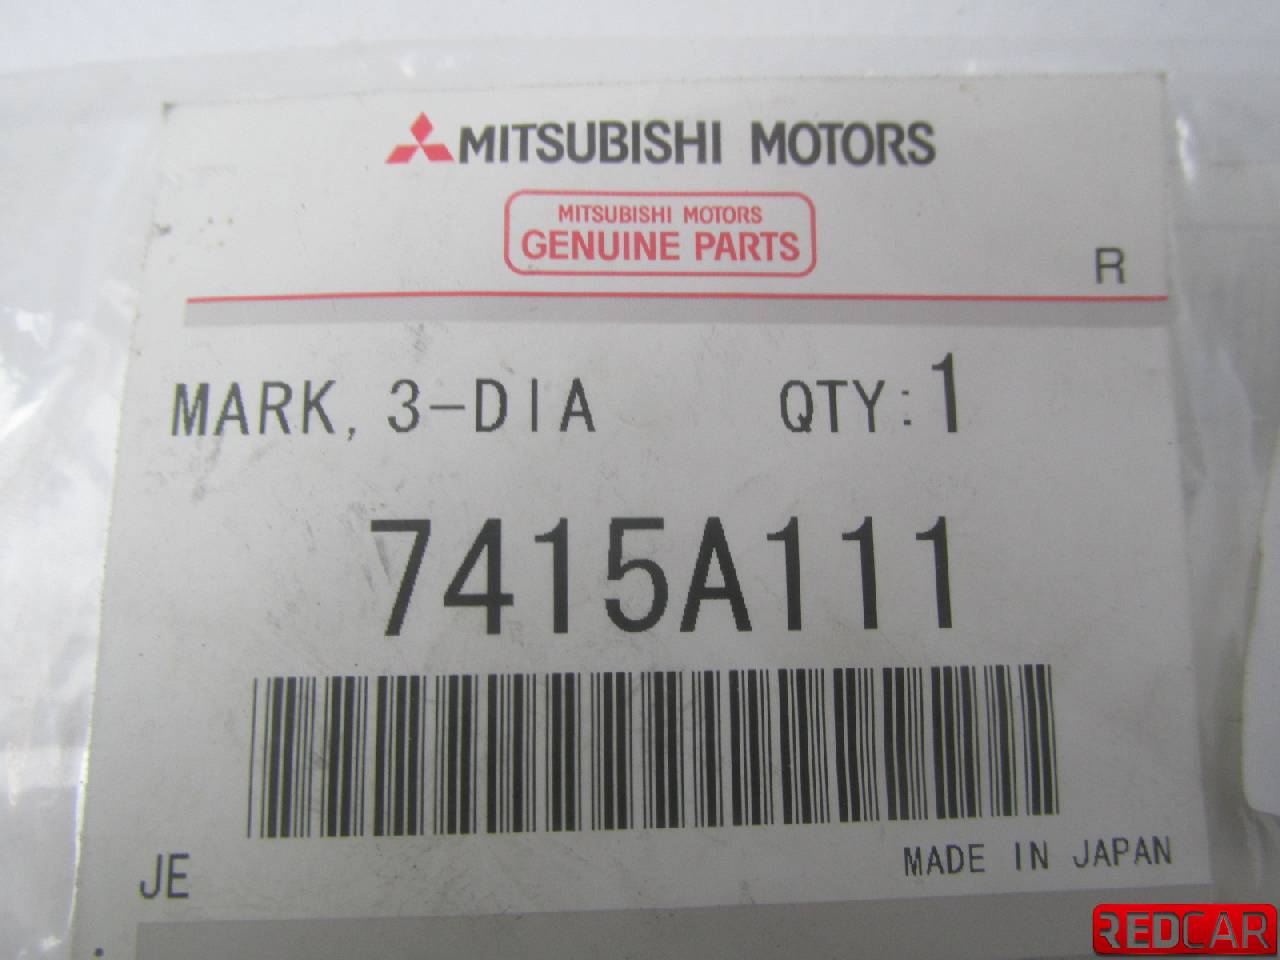 MITSUBISHI MOTORS
MITSUBISHI MOTORS
GENUINE PARTS
R
MARK, 3-DIA QTY: 1
7415A111
JE
MADE IN JAPAN
REDCAR